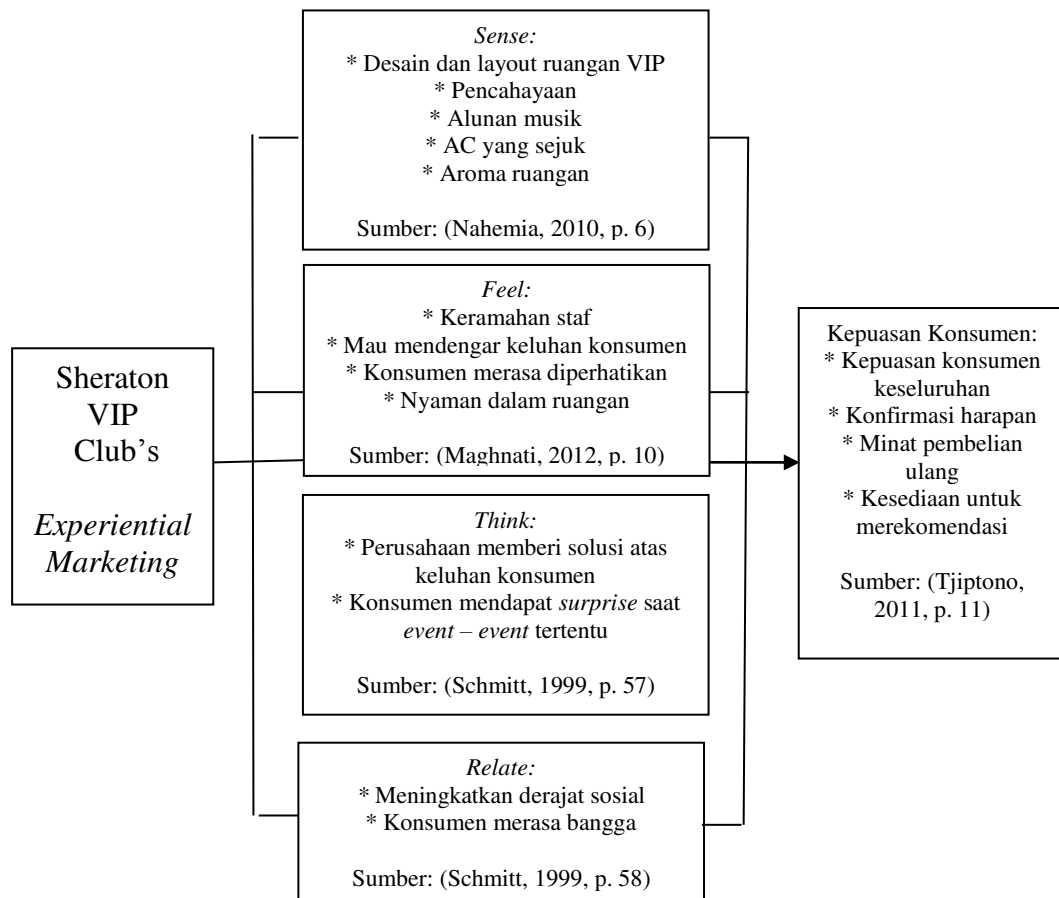 Sheraton
VIP
Club's
Experiential
Marketing
Sense:
* Desain dan layout ruangan VIP
* Pencahayaan
* Alunan musik
* AC yang sejuk
* Aroma ruangan
Sumber: (Nahemia, 2010, p. 6)
Feel:
* Keramahan staf
* Mau mendengar keluhan konsumen
* Konsumen merasa diperhatikan
* Nyaman dalam ruangan
Sumber: (Maghnati, 2012, p. 10)
Think:
* Perusahaan memberi solusi atas
keluhan konsumen
* Konsumen mendapat surprise saat
event – event tertentu
Sumber: (Schmitt, 1999, p. 57)
Relate:
* Meningkatkan derajat sosial
* Konsumen merasa bangga
Sumber: (Schmitt, 1999, p. 58)
Kepuasan Konsumen:
* Kepuasan konsumen
keseluruhan
* Konfirmasi harapan
* Minat pembelian
ulang
* Kesediaan untuk
merekomendasi
Sumber: (Tjiptono,
2011, p. 11)